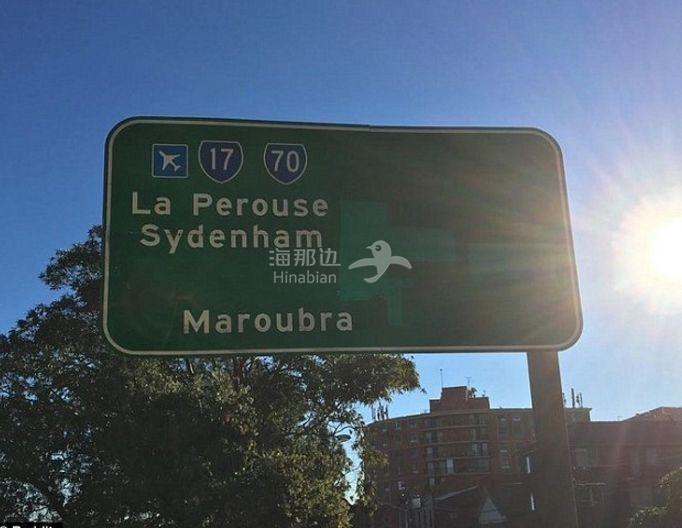 17 70
La Perouse
Sydenham
海那边
Hinabian
Maroubra